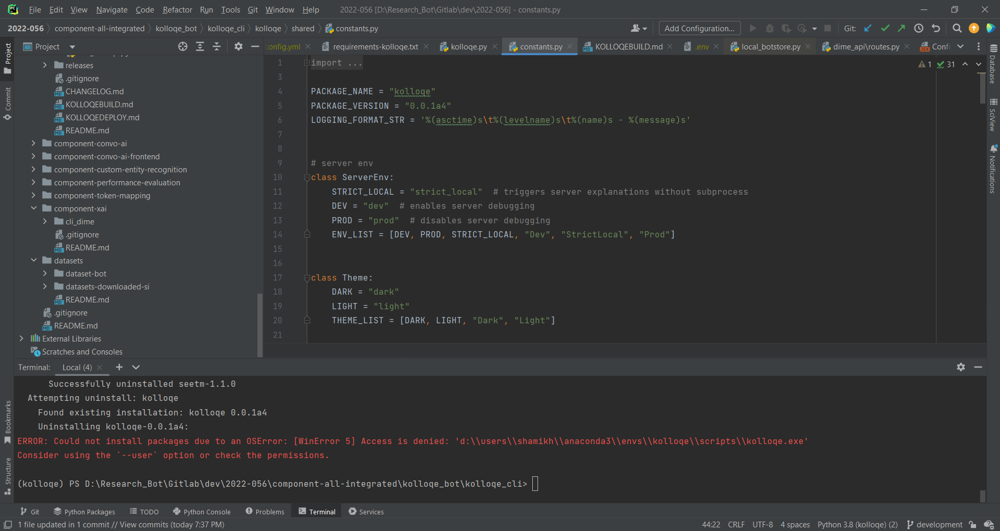 File Edit View Navigate Code Refactor Run Tools Git Window Help 2022-056 [D:\Research_Bot\Gitlab\dev\2022-056] - constants.py
2022-056 component-all-integrated kolloqe_bot kolloqe_cli kolloqe shared constants.py Add Configuration... Git:
Project config.yml requirements-kolloqe.txt kolloqe.py constants.py KOLLOQEBUILD.md .env local_botstore.py dime_api\routes.py Confi
Project
Commit
Bookmarks
Structure
releases
.gitignore
CHANGELOG.md
KOLLOQEBUILD.md
KOLLOQEDEPLOY.md
README.md
component-convo-ai
component-convo-ai-frontend
component-custom-entity-recognition
component-performance-evaluation
component-token-mapping
component-xai
cli_dime
.gitignore
README.md
datasets
dataset-bot
datasets-downloaded-si
README.md
.gitignore
README.md
External Libraries
Scratches and Consoles
1 import ...
3
4 PACKAGE_NAME = "kolloqe"
5 PACKAGE_VERSION = "0.0.1a4"
6 LOGGING_FORMAT_STR = '%(asctime)s\t%(levelname)s\t%(name)s - %(message)s'
7
8
9 # server env
10 class ServerEnv:
11 STRICT_LOCAL = "strict_local"  # triggers server explanations without subprocess
12 DEV = "dev"  # enables server debugging
13 PROD = "prod"  # disables server debugging
14 ENV_LIST = [DEV, PROD, STRICT_LOCAL, "Dev", "StrictLocal", "Prod"]
15
16
17 class Theme:
18 DARK = "dark"
19 LIGHT = "light"
20 THEME_LIST = [DARK, LIGHT, "Dark", "Light"]
21
1 31
Database
SciView
Notifications
Terminal: Local (4)
Successfully uninstalled seetm-1.1.0
Attempting uninstall: kolloqe
Found existing installation: kolloqe 0.0.1a4
Uninstalling kolloqe-0.0.1a4:
ERROR: Could not install packages due to an OSError: [WinError 5] Access is denied: 'd:\\users\\shamikh\\anaconda3\\envs\\kolloqe\\scripts\\kolloqe.exe'
Consider using the `--user` option or check the permissions.
(kolloqe) PS D:\Research_Bot\Gitlab\dev\2022-056\component-all-integrated\kolloqe_bot\kolloqe_cli>
Git Python Packages TODO Python Console Problems Terminal Services
1 file updated in 1 commit // View commits (today 7:37 PM) 44:22 CRLF UTF-8 4 spaces Python 3.8 (kolloqe) (2) development